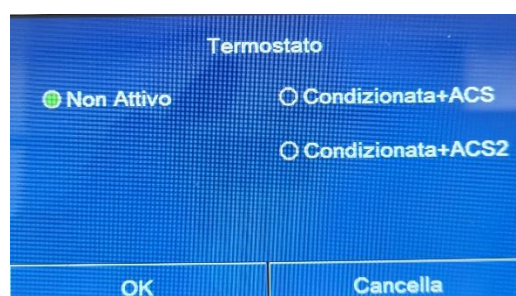 Termostato
Non Attivo
Condizionata+ACS
Condizionata+ACS2
OK
Cancella